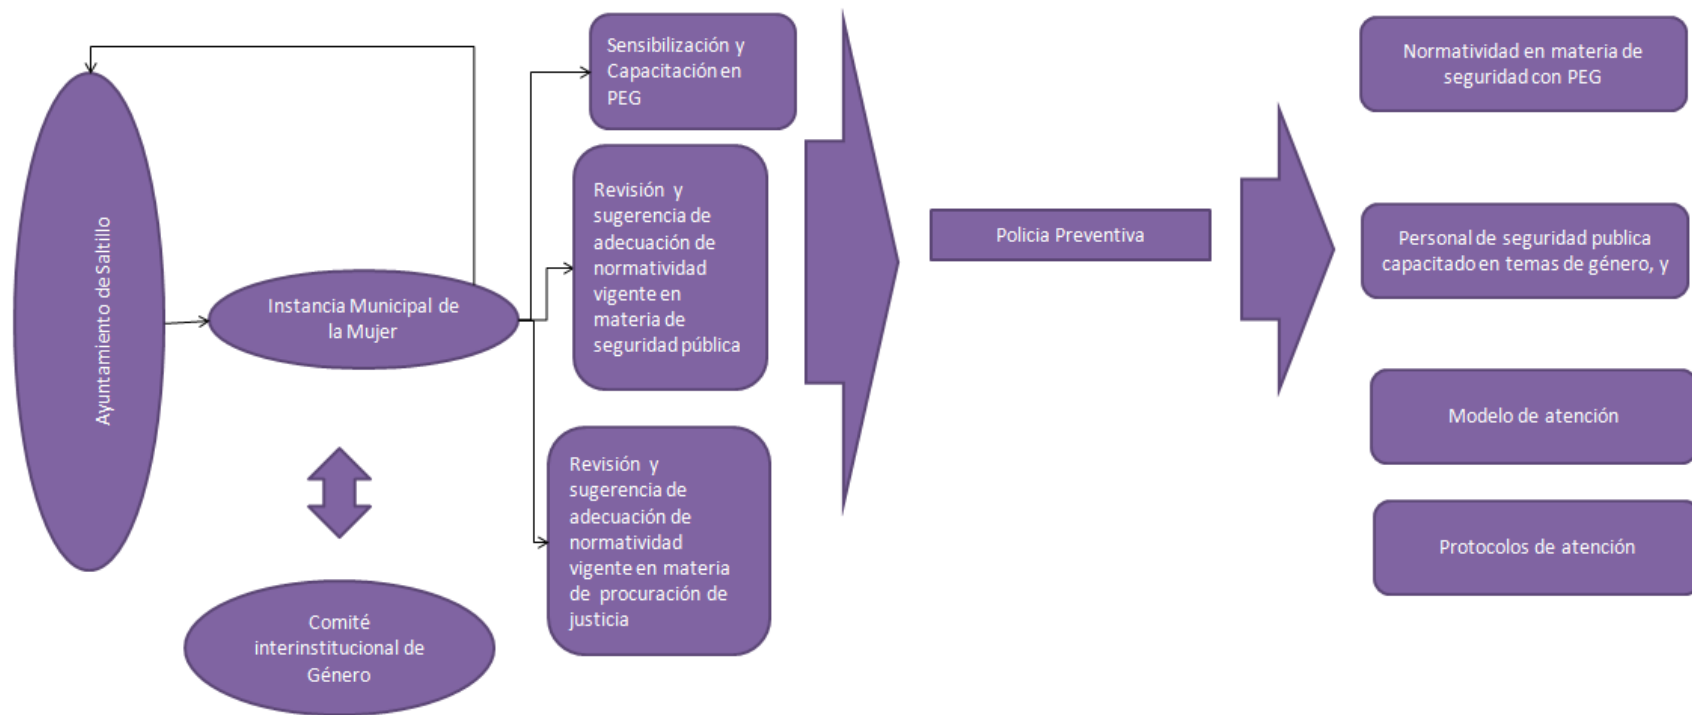 Ayuntamiento de Saltillo
Instancia Municipal de
la Mujer
Comité
interinstitucional de
Género
Sensibilización y
Capacitación en
PEG
Revisión y
sugerencia de
adecuación de
normatividad
vigente en
materia de
seguridad pública
Revisión y
sugerencia de
adecuación de
normatividad
vigente en materia
de procuración de
justicia
Policia Preventiva
Normatividad en materia de
seguridad con PEG
Personal de seguridad publica
capacitado en temas de género, y
Modelo de atención
Protocolos de atención